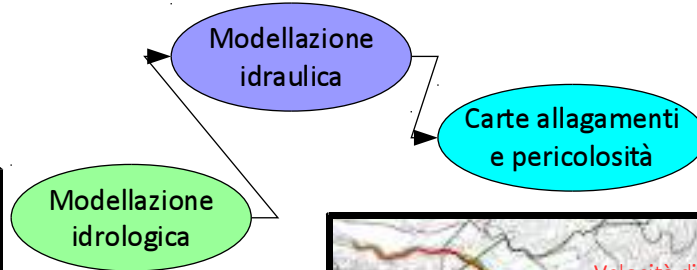 Modellazione
idraulica
Carte allagamenti
e pericolosità
Modellazione
idrologica